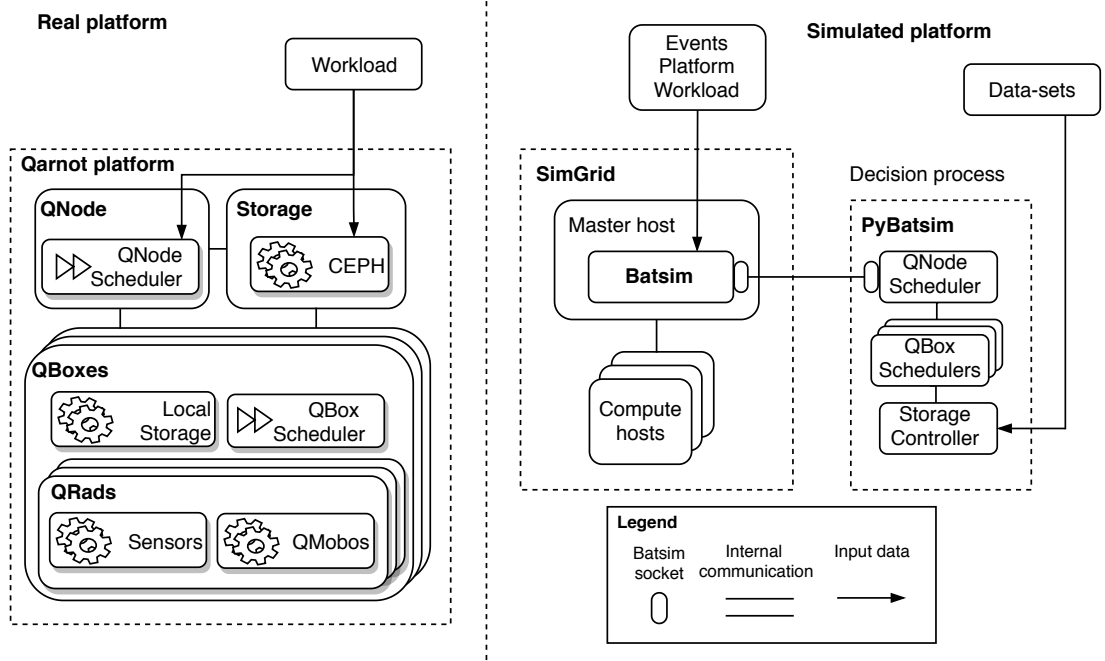 Real platform
Workload
Qarnot platform
QNode
QNode
Scheduler
Storage
CEPH
QBoxes
Local
Storage
QBox
Scheduler
QRads
Sensors
QMobos
Simulated platform
Events
Platform
Workload
Data-sets
SimGrid
Master host
Batsim
Compute
hosts
Decision process
PyBatsim
QNode
Scheduler
QBox
Schedulers
Storage
Controller
Legend
Batsim
socket
Internal
communication
Input data